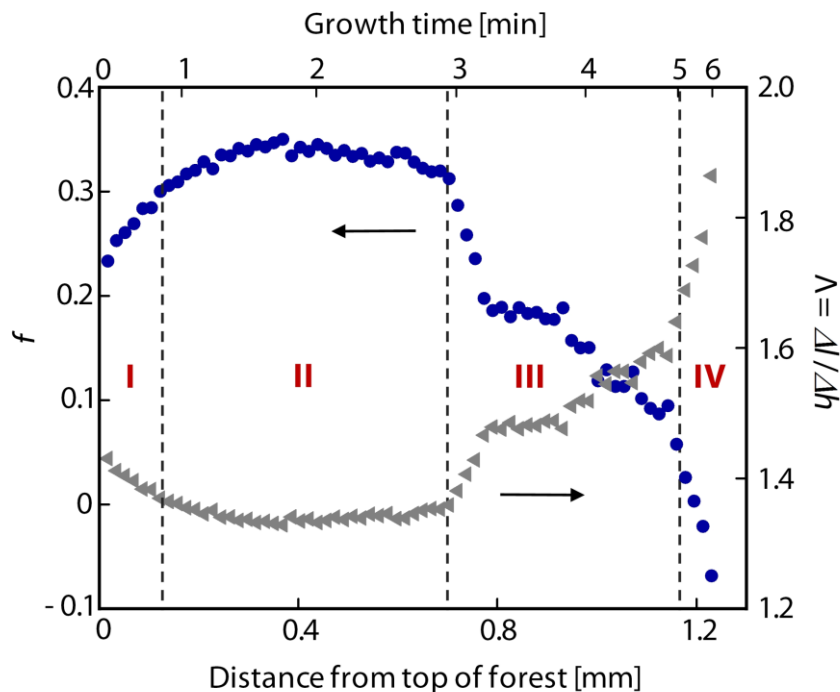 Growth time [min]
0 1 2 3 4 5 6
0.4
0.3
0.2
0.1
0
- 0.1
f
I II III IV
2.0
1.8
1.6
1.4
1.2
Λ = Δl/Δh
0 0.4 0.8 1.2
Distance from top of forest [mm]